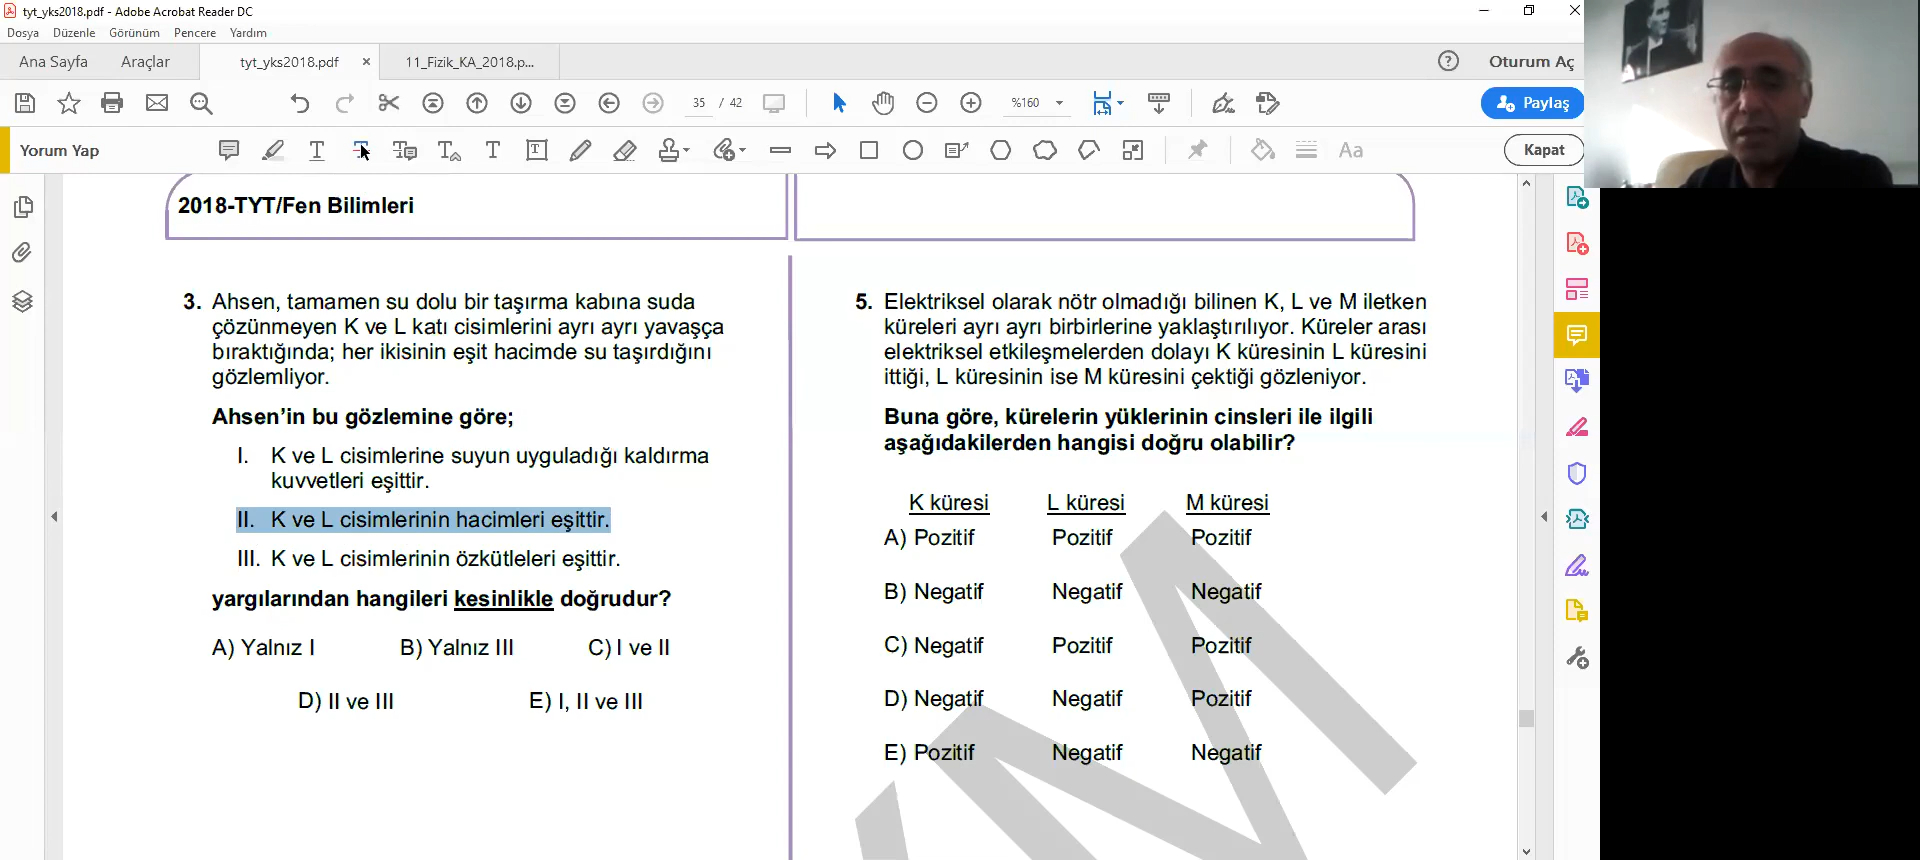 tyt_yks2018.pdf - Adobe Acrobat Reader DC
Dosya Düzenle Görünüm Pencere Yardım
Ana Sayfa Araçlar tyt_yks2018.pdf × 11_Fizik_KA_2018.p... Oturum Aç
35 / 42 %160 Paylaş
Yorum Yap Aa Kapat
2018-TYT/Fen Bilimleri
3. Ahsen, tamamen su dolu bir taşırma kabına suda
çözünmeyen K ve L katı cisimlerini ayrı ayrı yavaşça
bıraktığında; her ikisinin eşit hacimde su taşırdığını
gözlemliyor.
Ahsen’in bu gözlemine göre;
I. K ve L cisimlerine suyun uyguladığı kaldırma
kuvvetleri eşittir.
II. K ve L cisimlerinin hacimleri eşittir.
III. K ve L cisimlerinin özkütleleri eşittir.
yargılarından hangileri kesinlikle doğrudur?
A) Yalnız I B) Yalnız III C) I ve II
D) II ve III E) I, II ve III
5. Elektriksel olarak nötr olmadığı bilinen K, L ve M iletken
küreleri ayrı ayrı birbirlerine yaklaştırılıyor. Küreler arası
elektriksel etkileşmelerden dolayı K küresinin L küresini
ittiği, L küresinin ise M küresini çektiği gözleniyor.
Buna göre, kürelerin yüklerinin cinsleri ile ilgili
aşağıdakilerden hangisi doğru olabilir?
K küresi L küresi M küresi
A) Pozitif Pozitif Pozitif
B) Negatif Negatif Negatif
C) Negatif Pozitif Pozitif
D) Negatif Negatif Pozitif
E) Pozitif Negatif Negatif